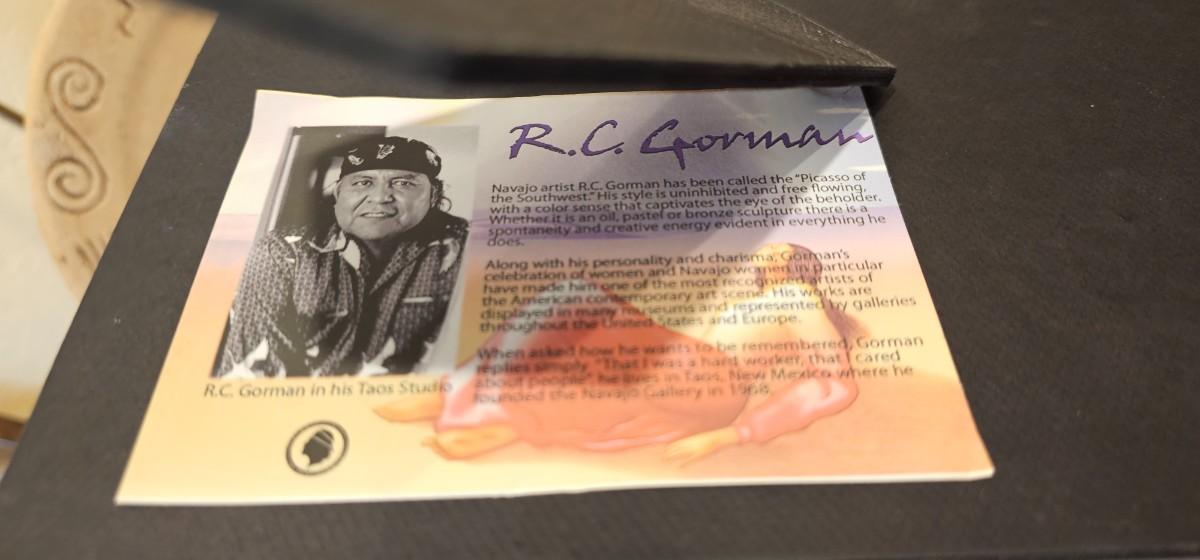 R.C. Gorman
Navajo artist R.C. Gorman has been called the "Picasso of
the Southwest." His style is uninhibited and free flowing,
with a color sense that captivates the eye of the beholder.
Whether it is an oil, pastel or bronze sculpture there is a
spontaneity and creative energy evident in everything he
does.
Along with his personality and charisma, Gorman's
celebration of women and Navajo women in particular
have made him one of the most recognized artists of
the American contemporary art scene. His works are
displayed in many museums and represented by galleries
throughout the United States and Europe.
When asked how he wants to be remembered, Gorman
replies simply, "That I was a hard worker, that I cared
about people", he lives in Taos, New Mexico where he
founded the Navajo Gallery in 1968.
R.C. Gorman in his Taos Studio